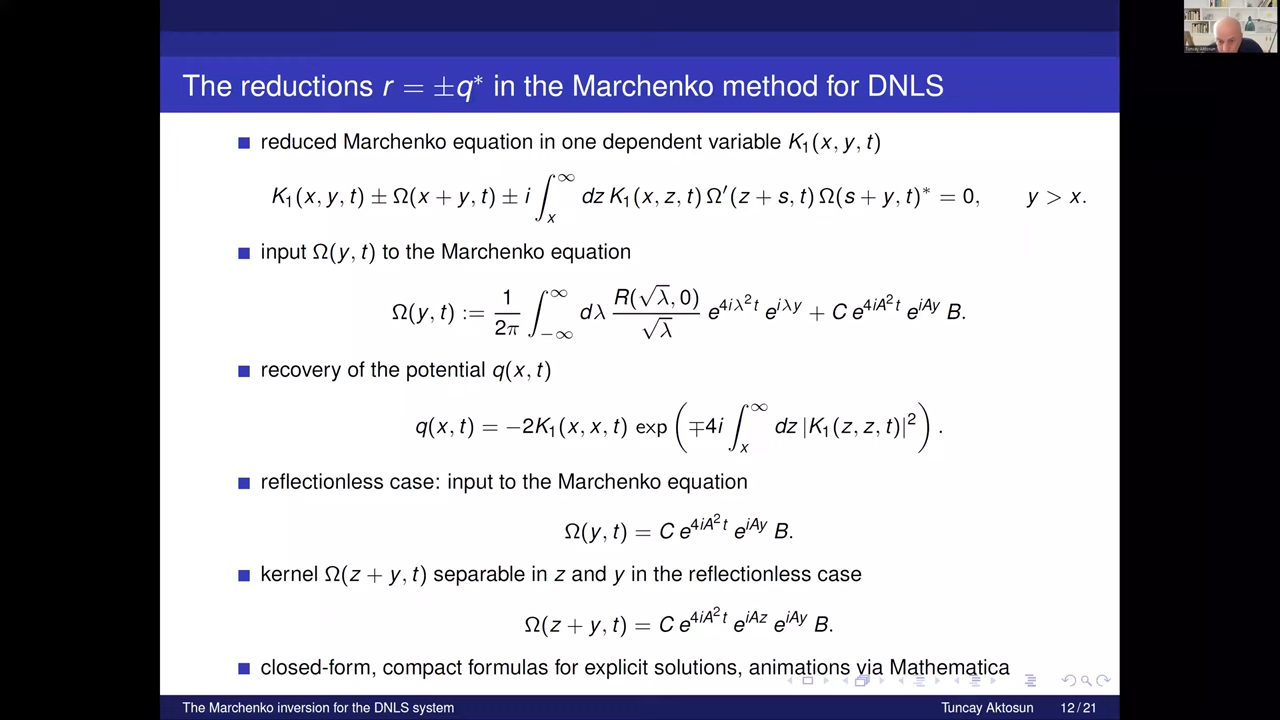 Tuncay Aktosun
The reductions r = ±q* in the Marchenko method for DNLS
reduced Marchenko equation in one dependent variable K₁(x, y, t)
K₁(x, y, t) ± Ω(x + y, t) ± i ∫ₓ^∞ dz K₁(x, z, t) Ω′(z + s, t) Ω(s + y, t)* = 0, y > x.
input Ω(y, t) to the Marchenko equation
Ω(y, t) := 1/2π ∫₋∞^∞ dλ R(√λ, 0)/√λ e^{4iλ²t} e^{iλy} + C e^{4iA²t} e^{iAy} B.
recovery of the potential q(x, t)
q(x, t) = −2K₁(x, x, t) exp (∓4i ∫ₓ^∞ dz |K₁(z, z, t)|²) .
reflectionless case: input to the Marchenko equation
Ω(y, t) = C e^{4iA²t} e^{iAy} B.
kernel Ω(z + y, t) separable in z and y in the reflectionless case
Ω(z + y, t) = C e^{4iA²t} e^{iAz} e^{iAy} B.
closed-form, compact formulas for explicit solutions, animations via Mathematica
The Marchenko inversion for the DNLS system Tuncay Aktosun 12 / 21